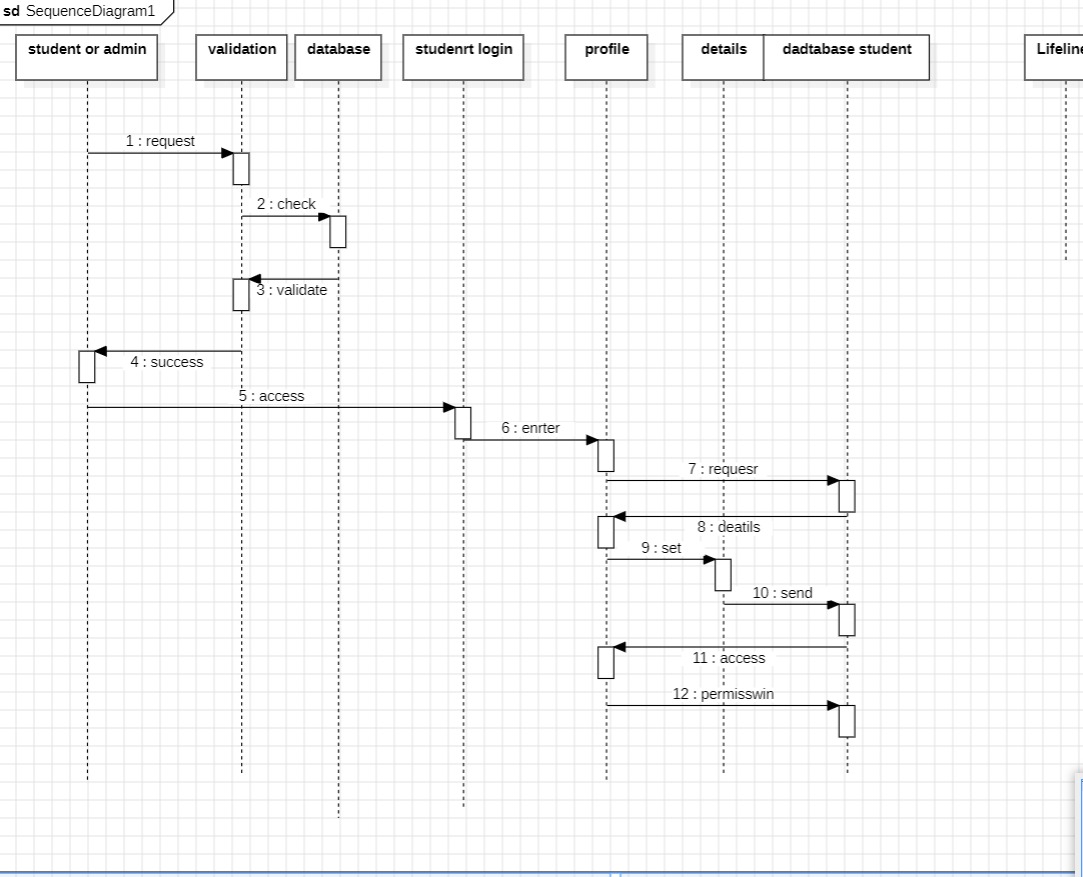 sd SequenceDiagram1
student or admin
validation
database
studenrt login
profile
details
dadtabase student
Lifeline
1 : request
2 : check
3 : validate
4 : success
5 : access
6 : enrter
7 : requesr
8 : deatils
9 : set
10 : send
11 : access
12 : permisswin